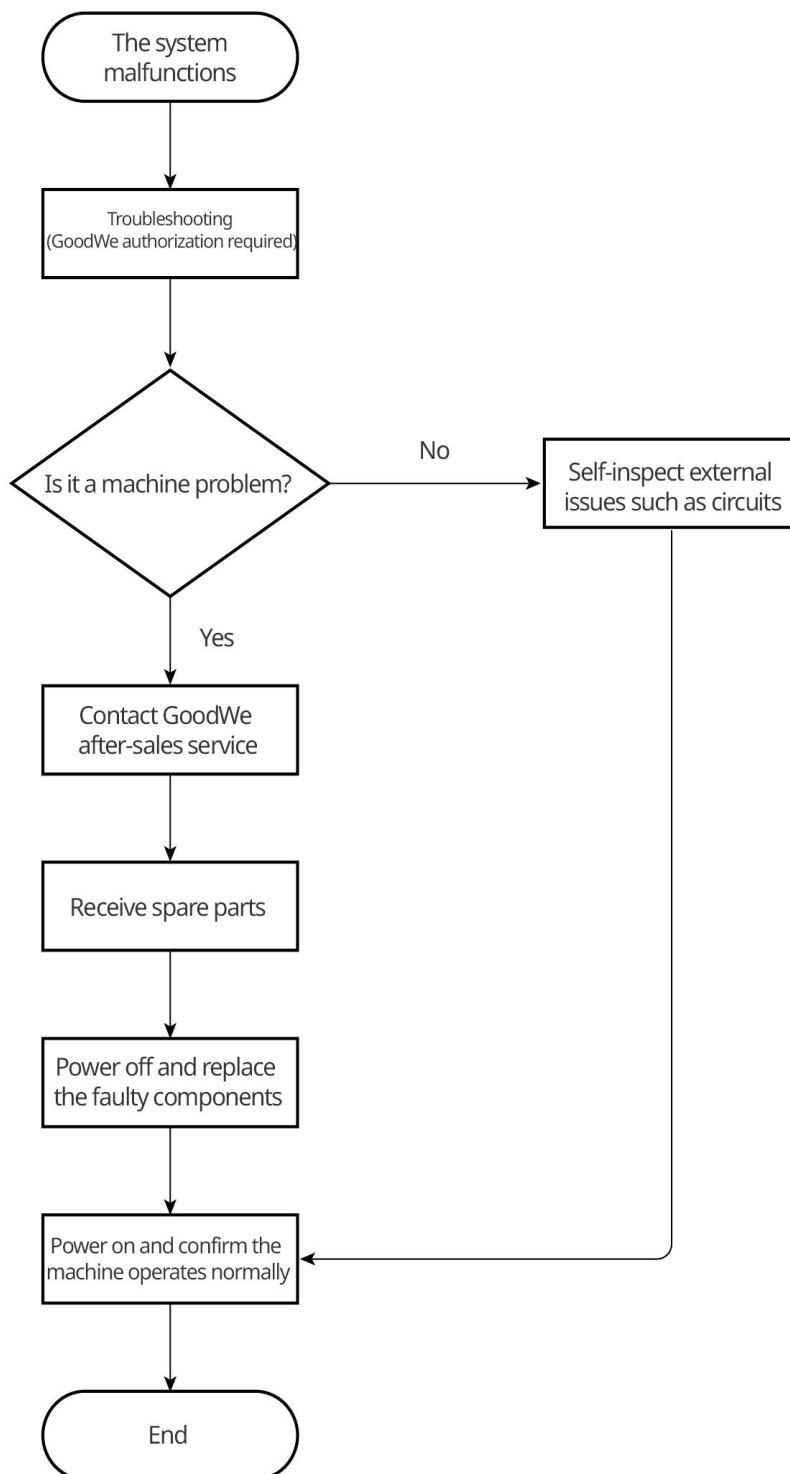 The system
malfunctions
Troubleshooting
(GoodWe authorization required)
Is it a machine problem?
No
Self-inspect external
issues such as circuits
Yes
Contact GoodWe
after-sales service
Receive spare parts
Power off and replace
the faulty components
Power on and confirm the
machine operates normally
End